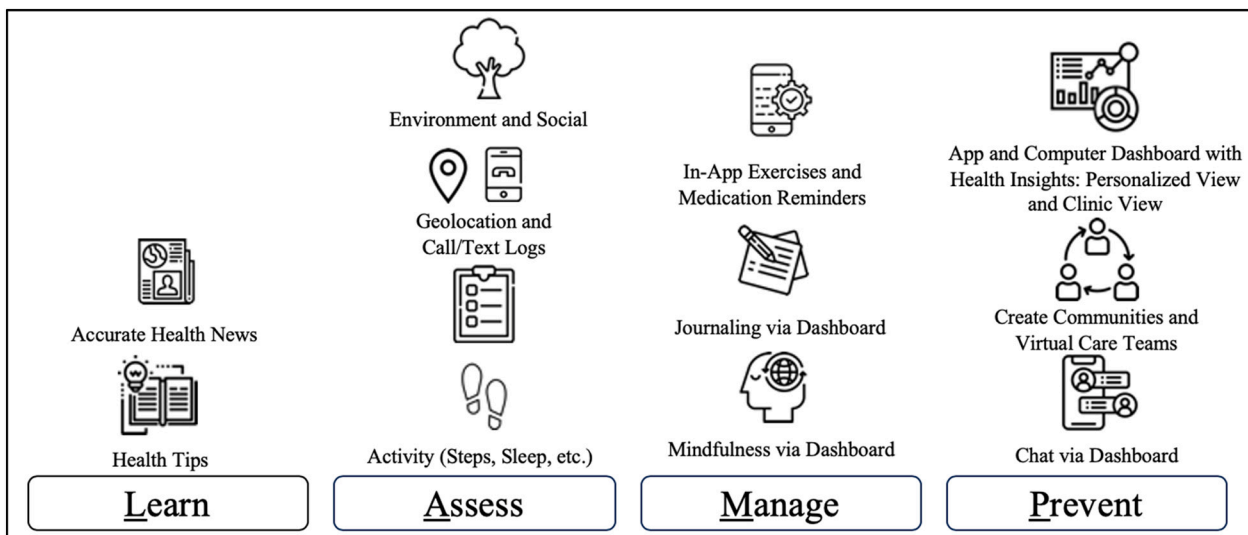 Accurate Health News
Health Tips
Learn
Environment and Social
Geolocation and
Call/Text Logs
Activity (Steps, Sleep, etc.)
Assess
In-App Exercises and
Medication Reminders
Journaling via Dashboard
Mindfulness via Dashboard
Manage
App and Computer Dashboard with
Health Insights: Personalized View
and Clinic View
Create Communities and
Virtual Care Teams
Chat via Dashboard
Prevent